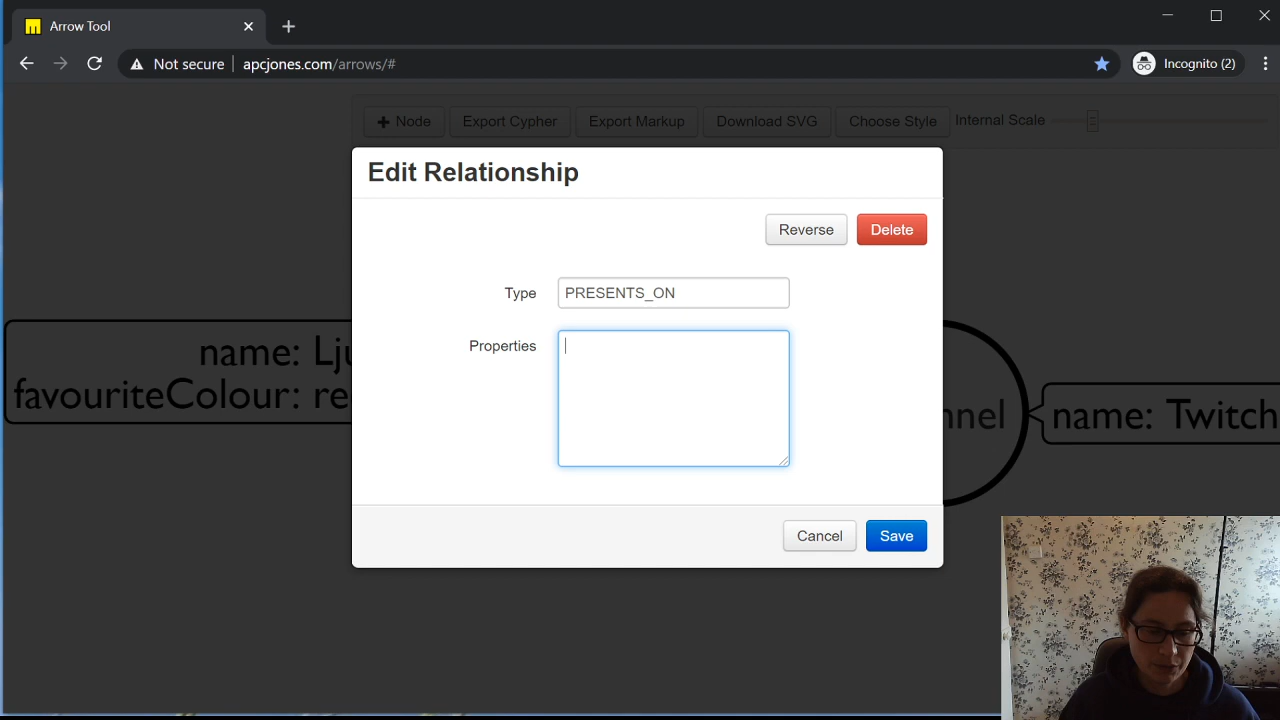 Arrow Tool
Not secure
apcjones.com/arrows/#
Incognito (2)
Node
Export Cypher
Export Markup
Download SVG
Choose Style
Internal Scale
Edit Relationship
Reverse
Delete
Type
PRESENTS_ON
Properties
name: Lju
favouriteColour: re
nnel
name: Twitch
Cancel
Save